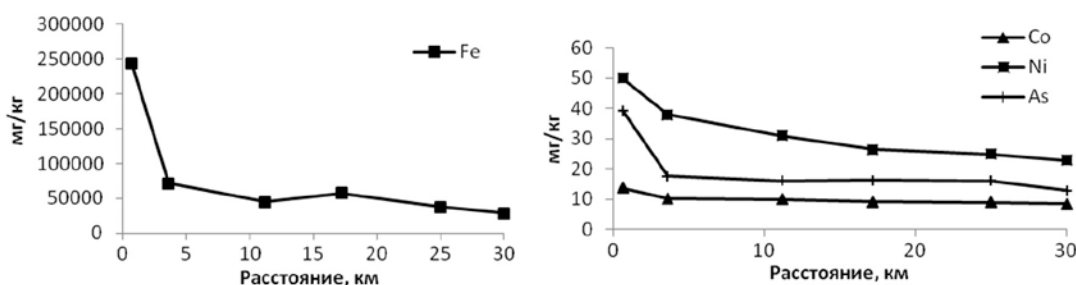 300000
250000
200000
150000
100000
50000
0
мг/кг
Fe
0 5 10 15 20 25 30
Расстояние, км
60
50
40
30
20
10
0
мг/кг
Co
Ni
As
0 10 20 30
Расстояние, км